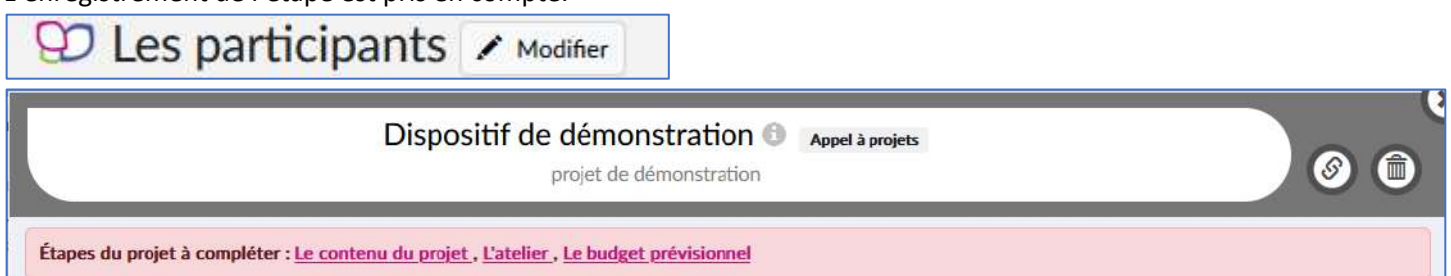 L'enregistrement de l'étape est pris en compte.
Les participants Modifier
Dispositif de démonstration Appel à projets
projet de démonstration
Étapes du projet à compléter : Le contenu du projet , L'atelier , Le budget prévisionnel